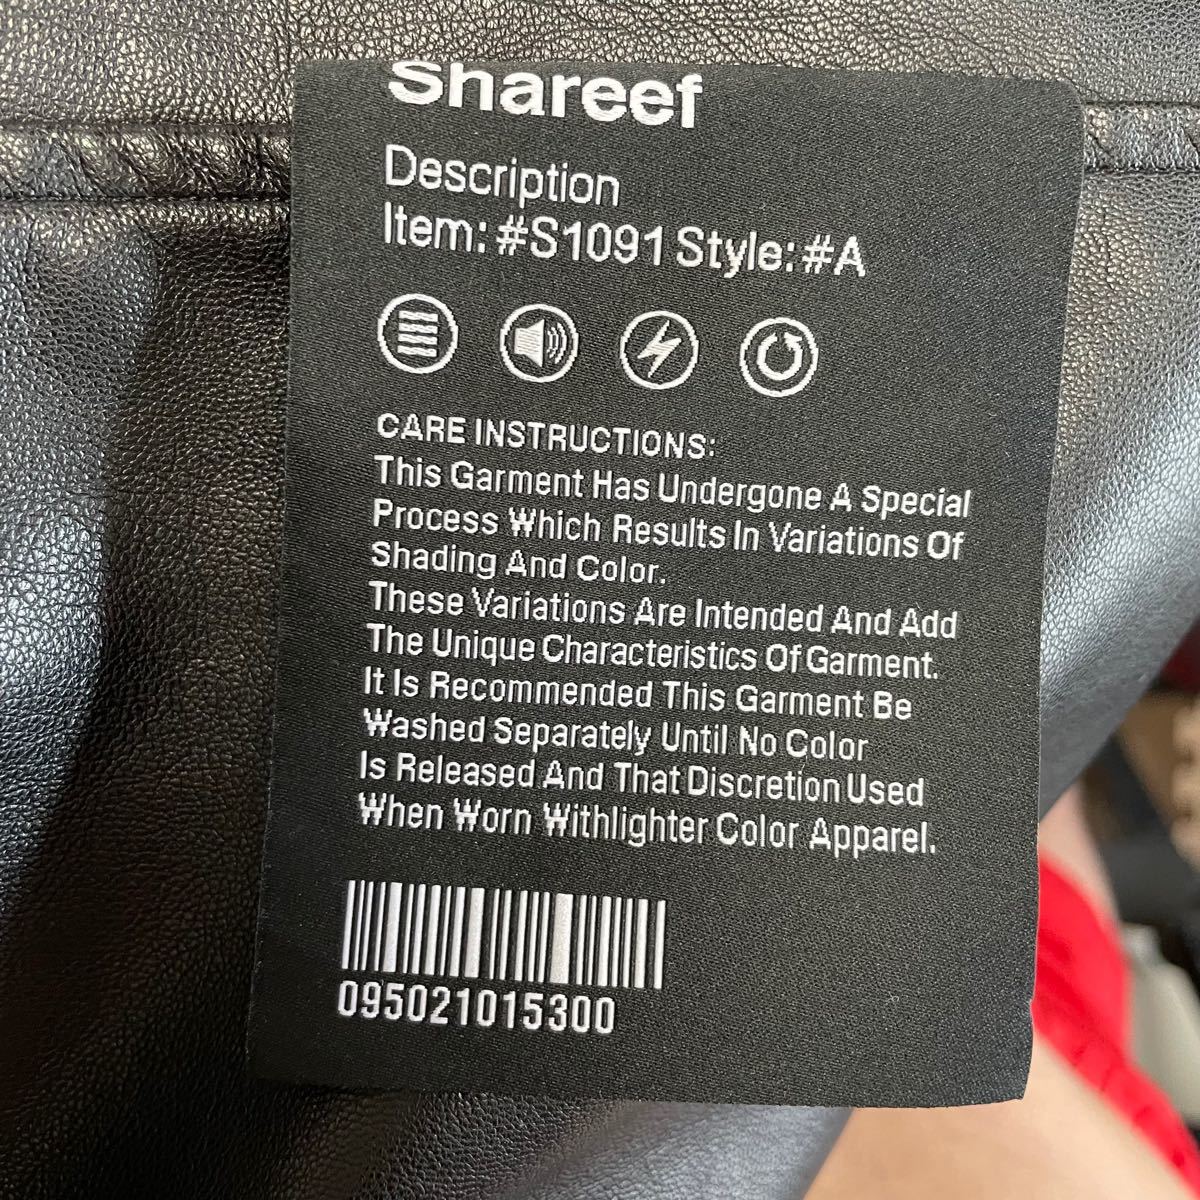 Shareef
Description
Item: #S1091 Style: #A
CARE INSTRUCTIONS:
This Garment Has Undergone A Special
Process Which Results In Variations Of
Shading And Color.
These Variations Are Intended And Add
The Unique Characteristics Of Garment.
It Is Recommended This Garment Be
Washed Separately Until No Color
Is Released And That Discretion Used
When Worn Withlighter Color Apparel.
095021015300